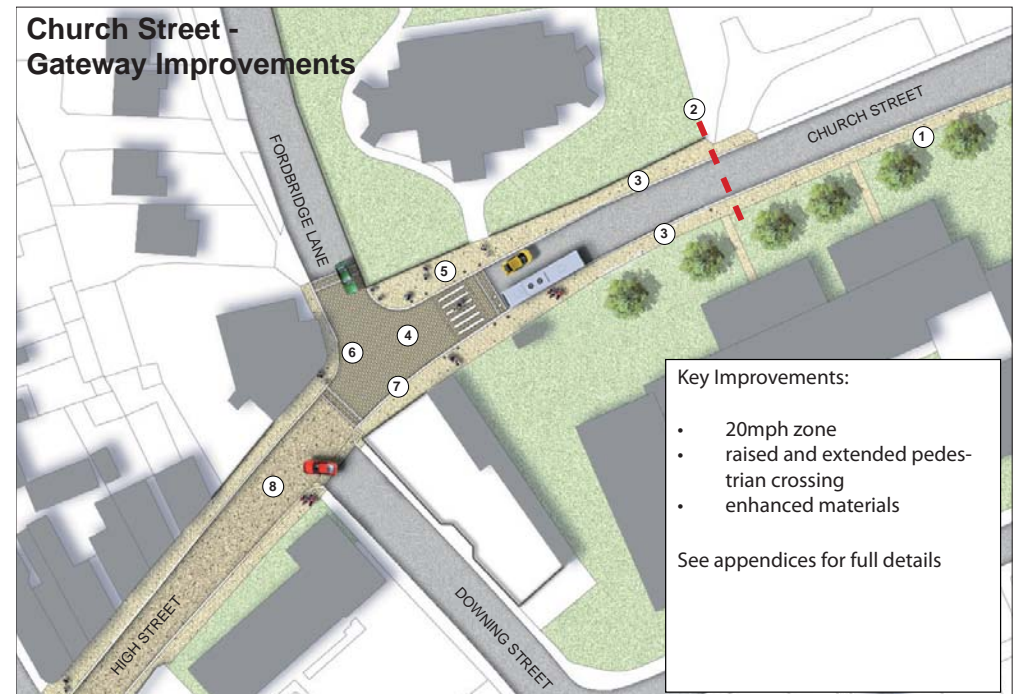 Church Street -
Gateway Improvements
FORDBRIDGE LANE
CHURCH STREET
2
1
3
3
5
4
6
7
8
HIGH STREET
DOWNING STREET
Key Improvements:
• 20mph zone
• raised and extended pedes-
trian crossing
• enhanced materials
See appendices for full details